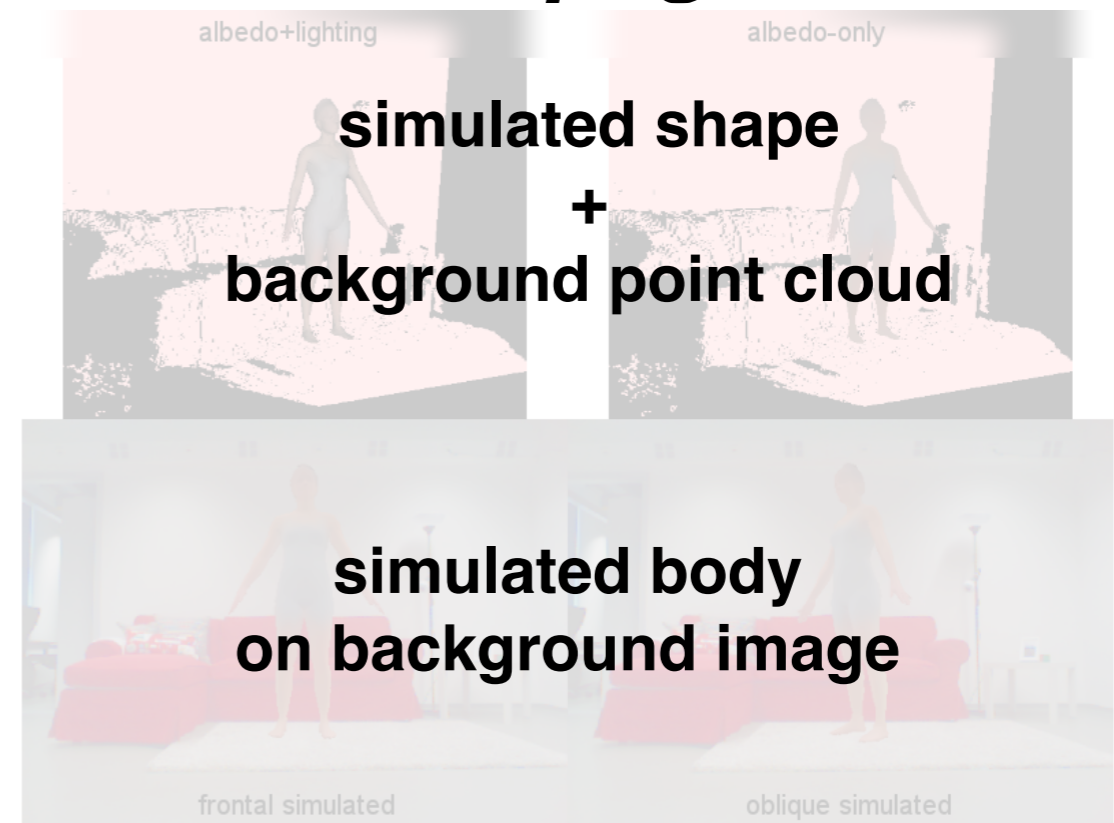 albedo+lighting
albedo-only
simulated shape
+
background point cloud
simulated body
on background image
frontal simulated
oblique simulated